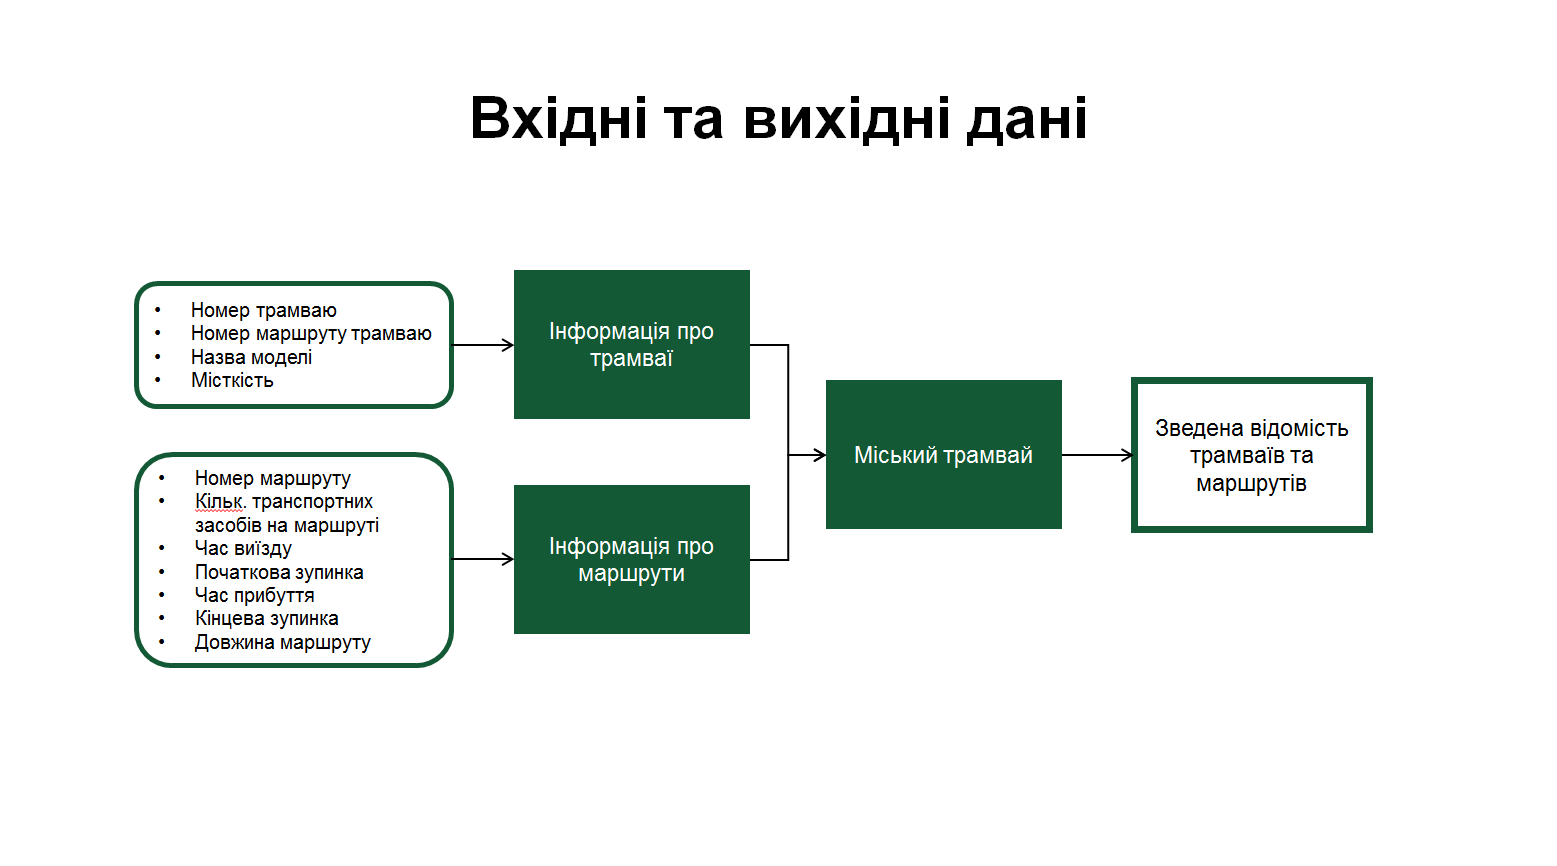 Вхідні та вихідні дані
• Номер трамваю
• Номер маршруту трамваю
• Назва моделі
• Місткість
Інформація про
трамваї
• Номер маршруту
• Кільк. транспортних
засобів на маршруті
• Час виїзду
• Початкова зупинка
• Час прибуття
• Кінцева зупинка
• Довжина маршруту
Інформація про
маршрути
Міський трамвай
Зведена відомість
трамваїв та
маршрутів